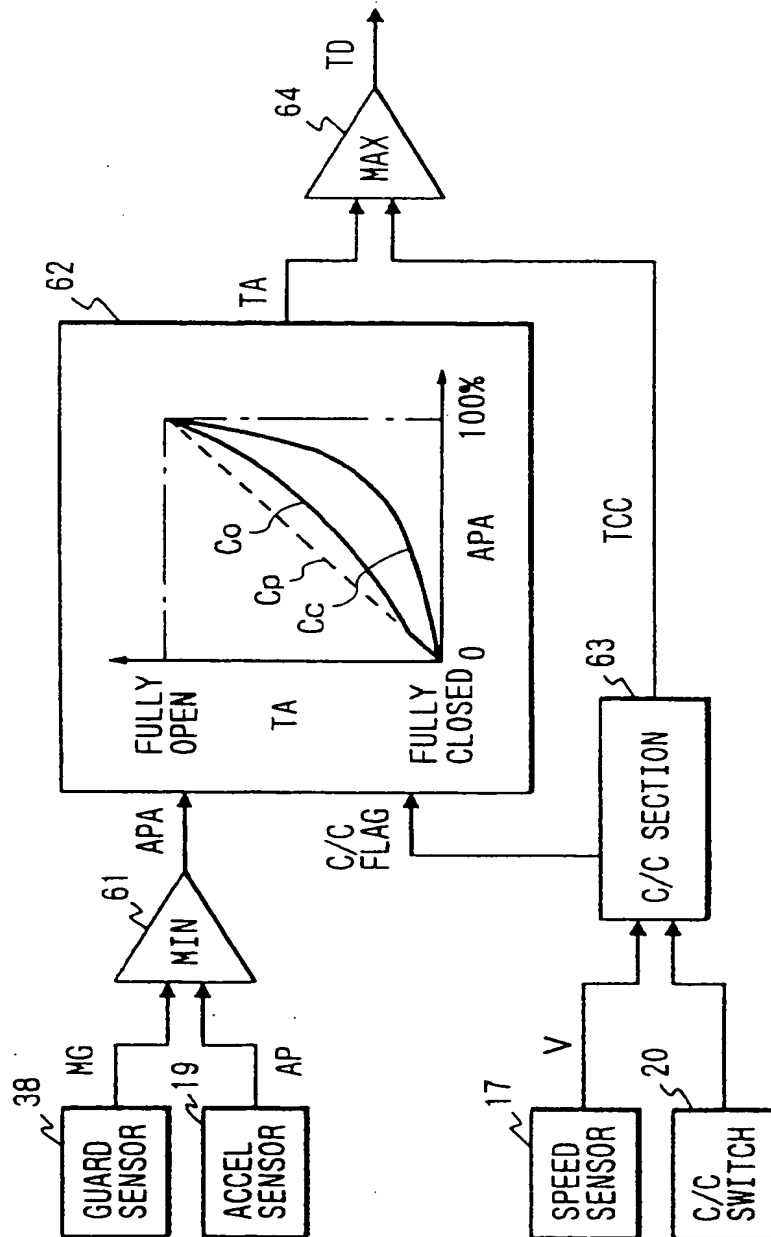 38
GUARD
SENSOR
MG
19
ACCEL
SENSOR
AP
61
MIN
APA
62
FULLY
OPEN
TA
FULLY
CLOSED
Co
Cp
Cc
0
APA
100%
TA
64
MAX
TD
C/C
FLAG
17
SPEED
SENSOR
V
20
C/C
SWITCH
63
C/C SECTION
TCC